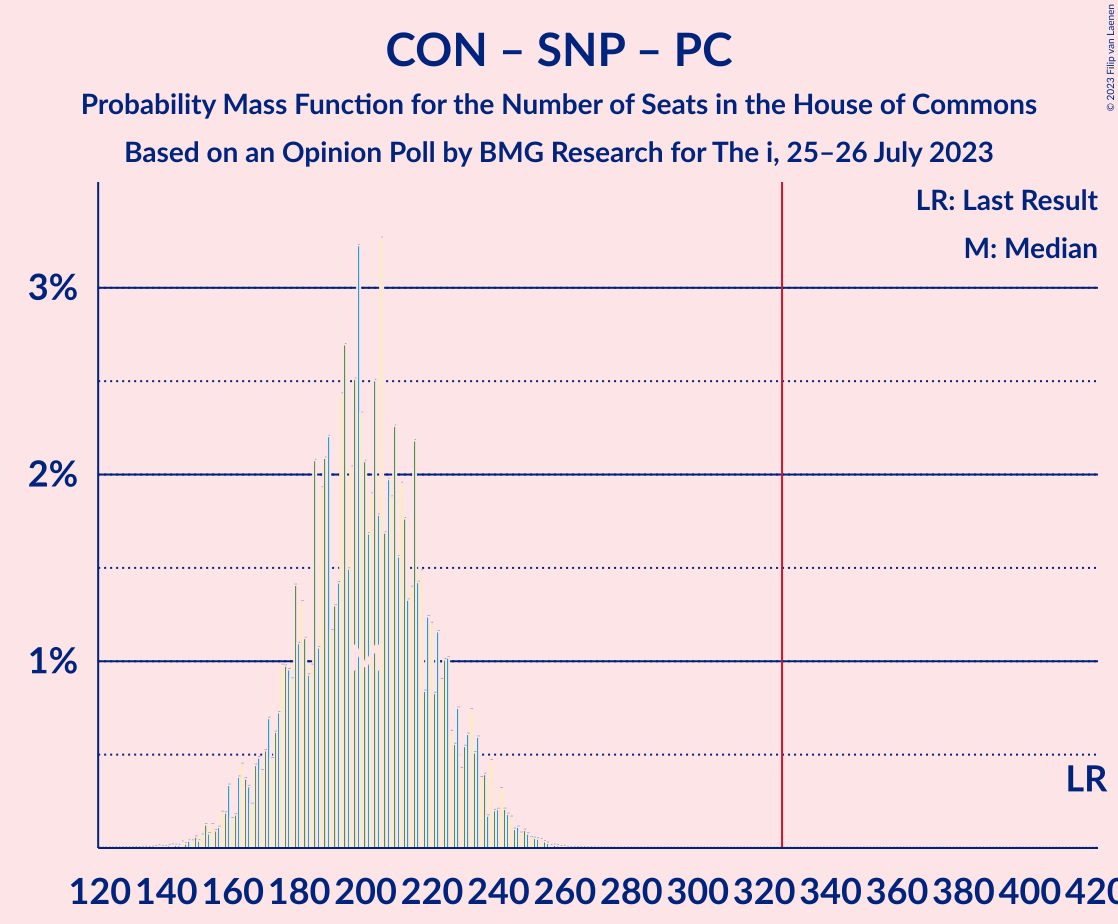 CON – SNP – PC
Probability Mass Function for the Number of Seats in the House of Commons
Based on an Opinion Poll by BMG Research for The i, 25–26 July 2023
© 2023 Filip van Laenen
LR: Last Result
M: Median
3%
2%
1%
M
LR
120 140 160 180 200 220 240 260 280 300 320 340 360 380 400 420